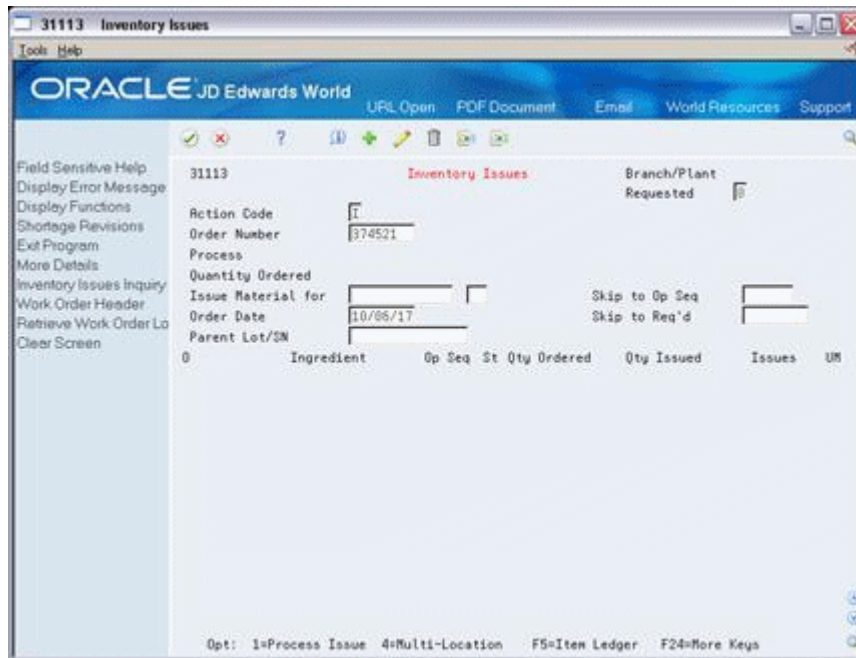 31113 Inventory Issues
Tools Help
ORACLE JD Edwards World
URL Open PDF Document Email World Resources Support
Field Sensitive Help
Display Error Message
Display Functions
Shortage Revisions
Exit Program
More Details
Inventory Issues Inquiry
Work Order Header
Retrieve Work Order Lo
Clear Screen
31113 Inventory Issues Branch/Plant
Requested
Action Code I
Order Number 374521
Process
Quantity Ordered
Issue Material for Skip to Op Seq
Order Date 10/06/17 Skip to Req'd
Parent Lot/SN
O Ingredient Op Seq St Qty Ordered Qty Issued Issues UM
Opt: 1=Process Issue 4=Multi-Location F5=Item Ledger F24=More Keys